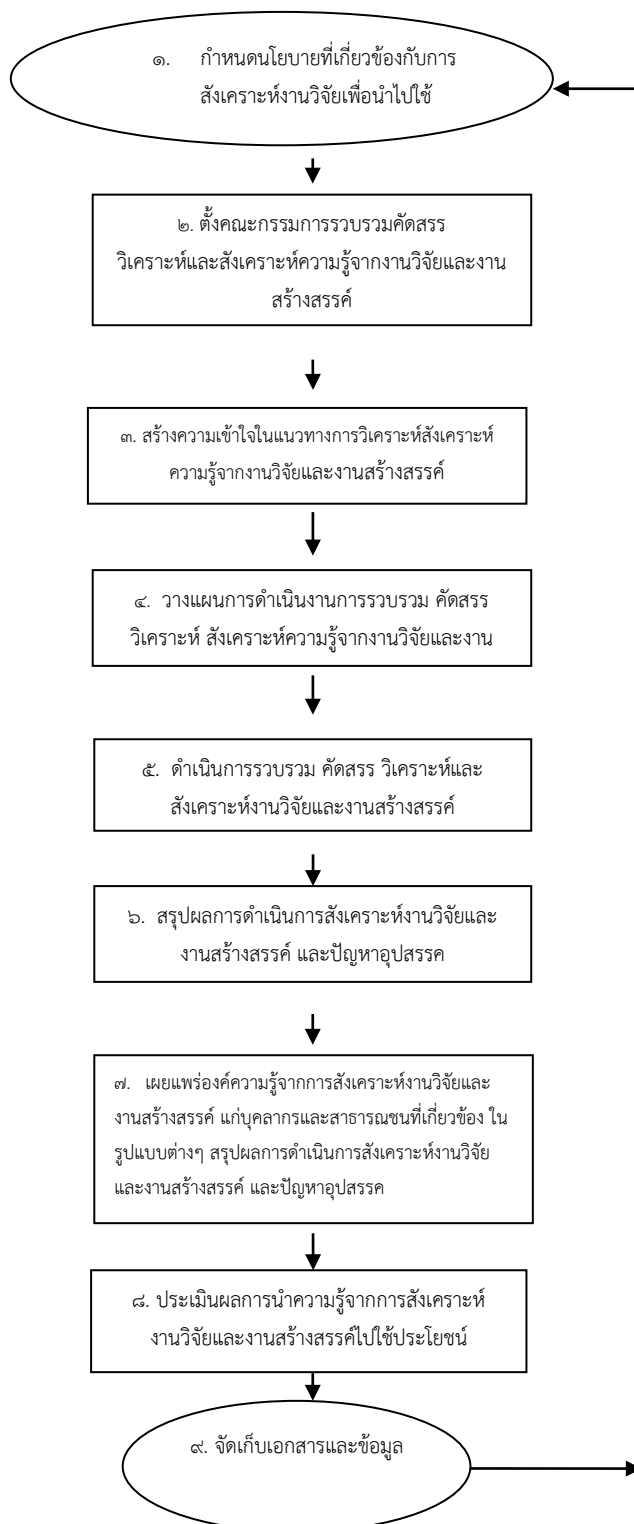 ๑. กำหนดนโยบายที่เกี่ยวข้องกับการ
สังเคราะห์งานวิจัยเพื่อนำไปใช้
๒. ตั้งคณะกรรมการรวบรวมคัดสรร
วิเคราะห์และสังเคราะห์ความรู้จากงานวิจัยและงาน
สร้างสรรค์
๓. สร้างความเข้าใจในแนวทางการวิเคราะห์สังเคราะห์
ความรู้จากงานวิจัยและงานสร้างสรรค์
๔. วางแผนการดำเนินงานการรวบรวม คัดสรร
วิเคราะห์ สังเคราะห์ความรู้จากงานวิจัยและงาน
๕. ดำเนินการรวบรวม คัดสรร วิเคราะห์และ
สังเคราะห์งานวิจัยและงานสร้างสรรค์
๖. สรุปผลการดำเนินการสังเคราะห์งานวิจัยและ
งานสร้างสรรค์ และปัญหาอุปสรรค
๗. เผยแพร่องค์ความรู้จากการสังเคราะห์งานวิจัยและ
งานสร้างสรรค์ แก่บุคลากรและสาธารณชนที่เกี่ยวข้อง ใน
รูปแบบต่างๆ สรุปผลการดำเนินการสังเคราะห์งานวิจัย
และงานสร้างสรรค์ และปัญหาอุปสรรค
๘. ประเมินผลการนำความรู้จากการสังเคราะห์
งานวิจัยและงานสร้างสรรค์ไปใช้ประโยชน์
๙. จัดเก็บเอกสารและข้อมูล